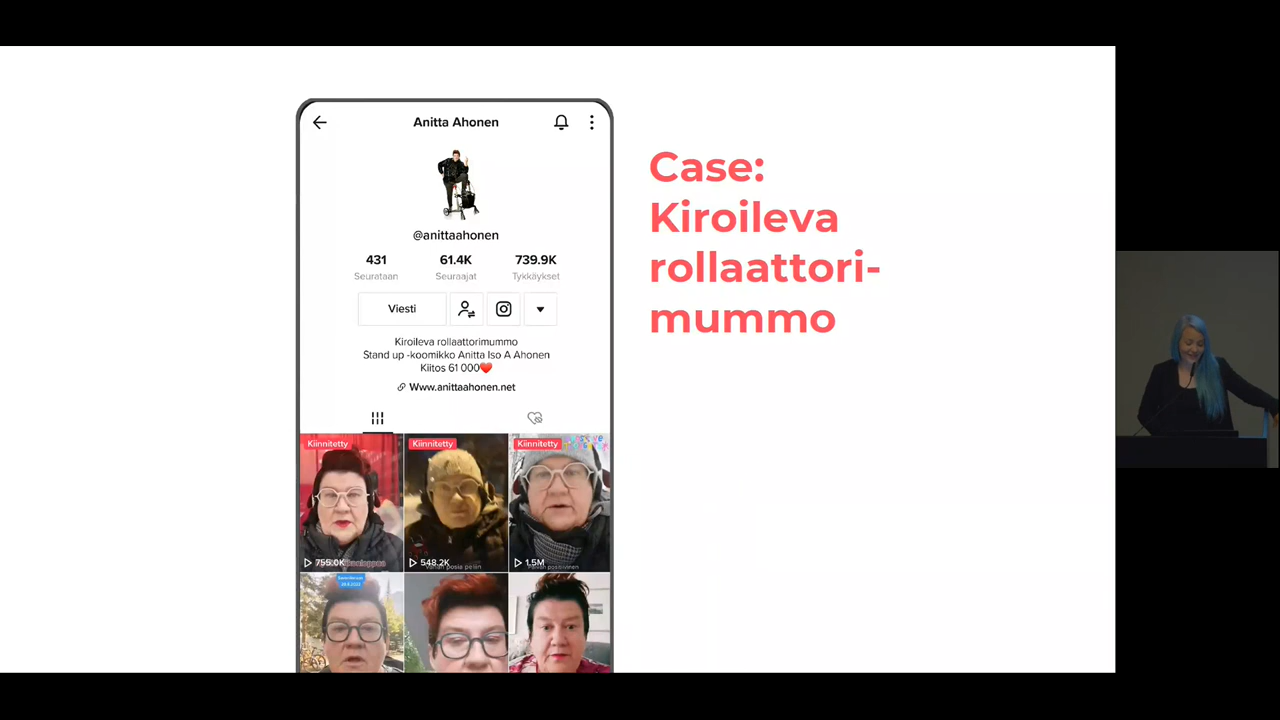 Anitta Ahonen
@anittaahonen
431
61.4K
739.9K
Seurataan
Seuraajat
Tykkäykset
Viesti
Kiroileva rollaattorimummo
Stand up -koomikko Anitta Iso A Ahonen
Kiitos 61 000❤️
Www.anittaahonen.net
Kiinnitetty
Kiinnitetty
Kiinnitetty
755.0K
548.2K
1.5M
Case:
Kiroileva
rollaattori-
mummo